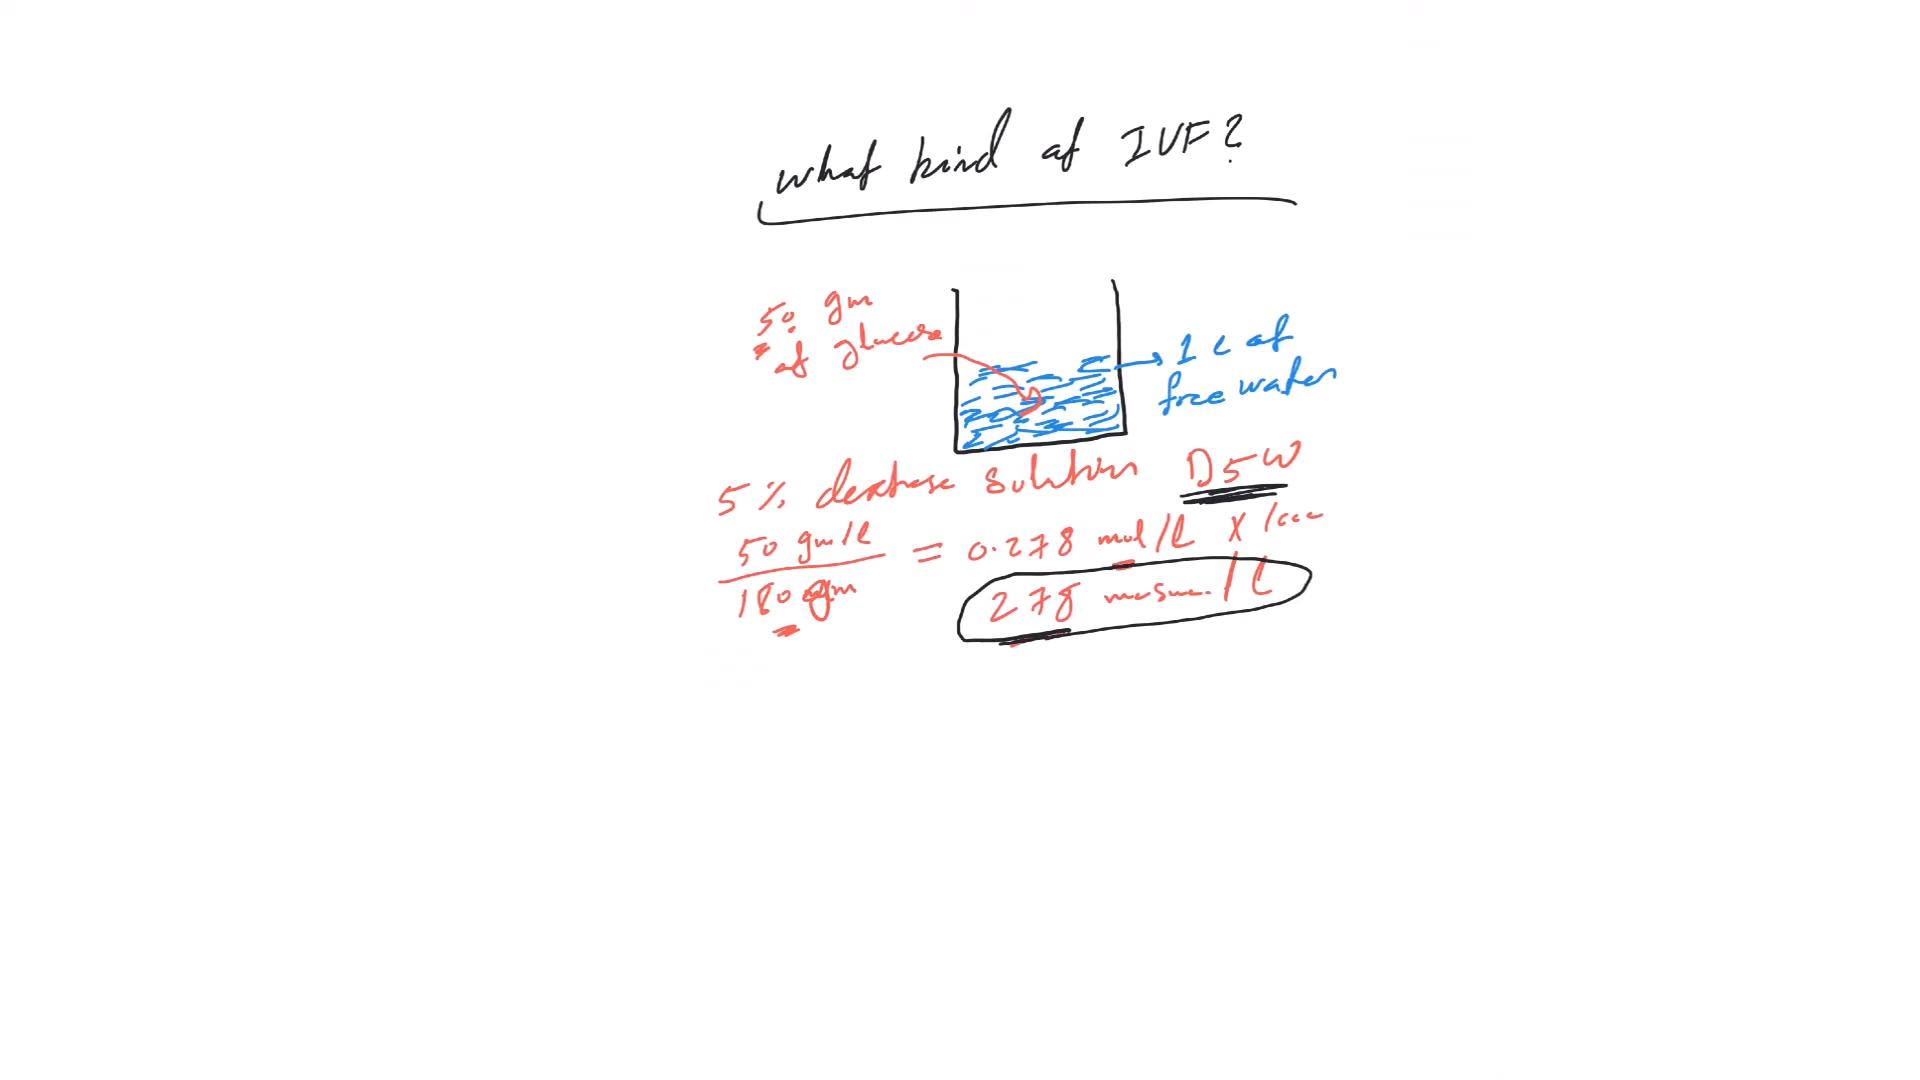 what kind of IVF?
50 gm
of glucose
1 L of
free water
5% dextrose solution D5W
50 gm/L = 0.278 mol/L X 1000
180 gm
278 mosm./L